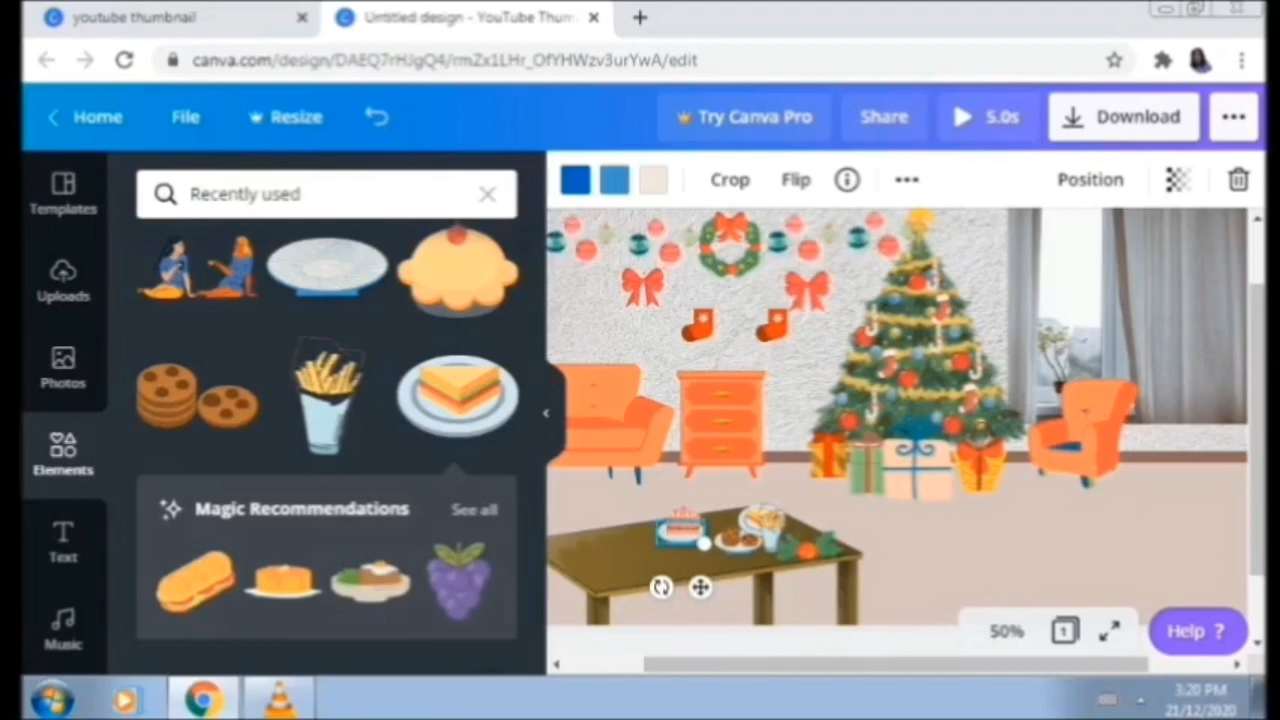 youtube thumbnail
Untitled design - YouTube Thum
canva.com/design/DAEQ7rHJgQ4/rmZx1LHr_OfYHWzv3urYwA/edit
Home
File
Resize
Try Canva Pro
Share
5.0s
Download
Templates
Recently used
Crop
Flip
Position
Uploads
Photos
Elements
Magic Recommendations
See all
Text
Music
50%
1
Help ?
3:20 PM
21/12/2020